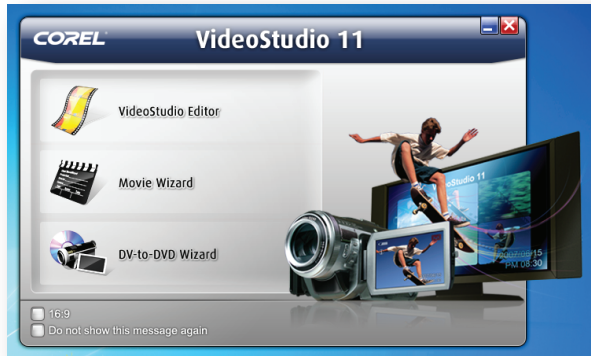 COREL
VideoStudio 11
VideoStudio Editor
Movie Wizard
DV-to-DVD Wizard
VideoStudio 11
PM 08:30
16:9
Do not show this message again